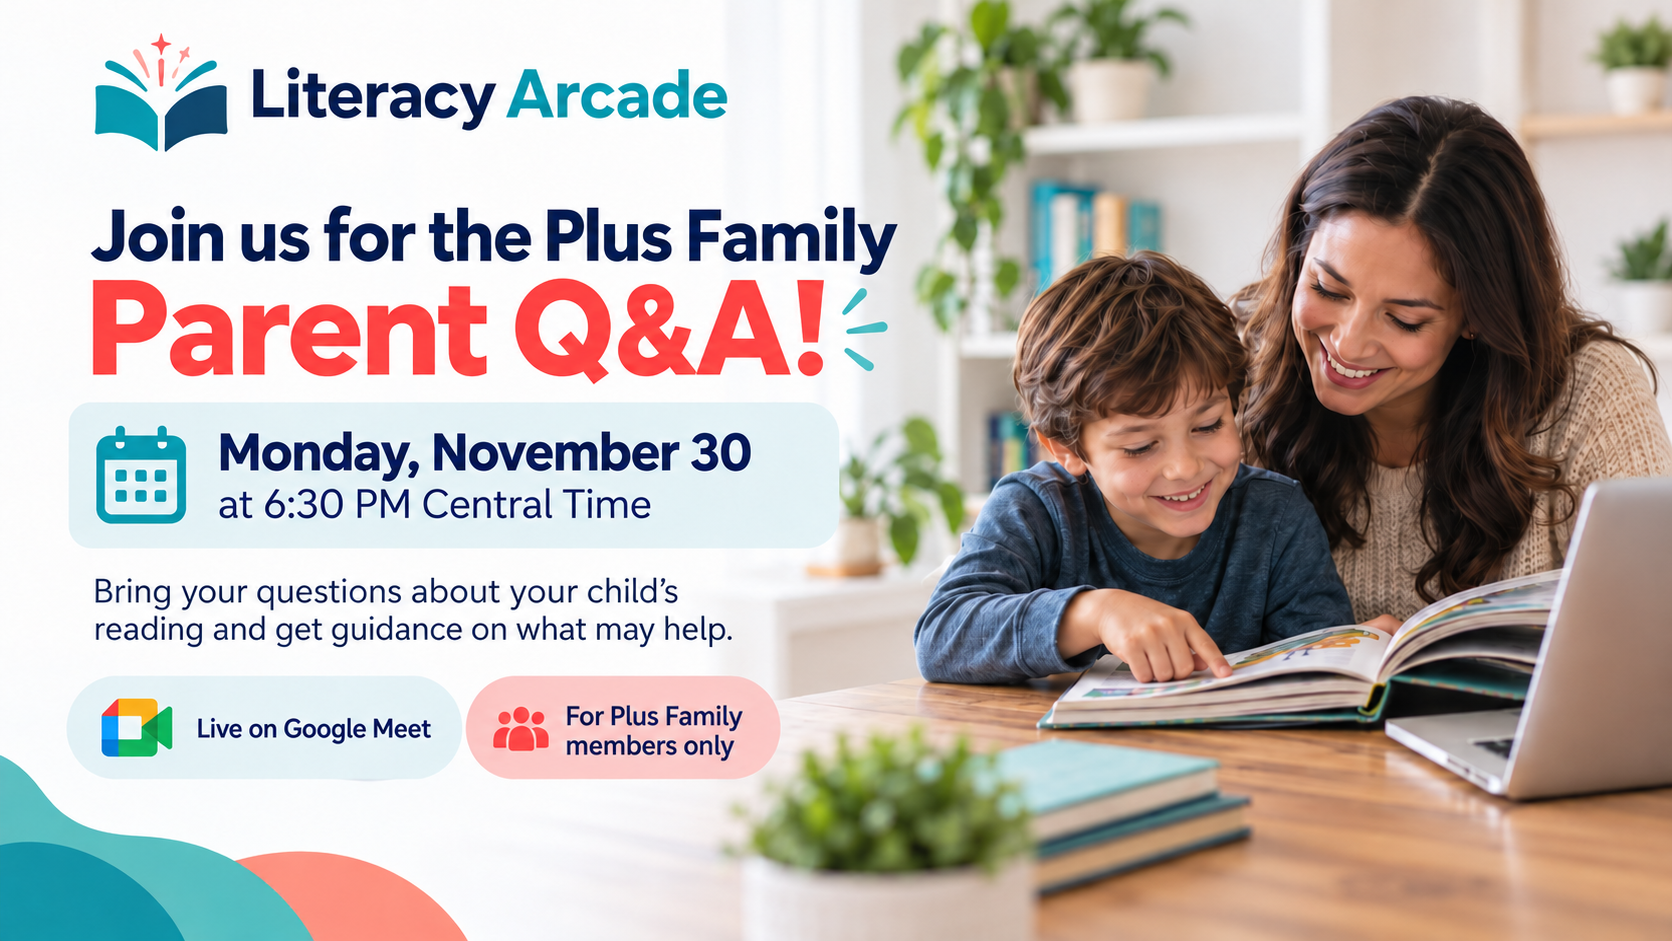 Literacy Arcade
Join us for the Plus Family
Parent Q&A!
Monday, November 30
at 6:30 PM Central Time
Bring your questions about your child's
reading and get guidance on what may help.
Live on Google Meet
For Plus Family
members only